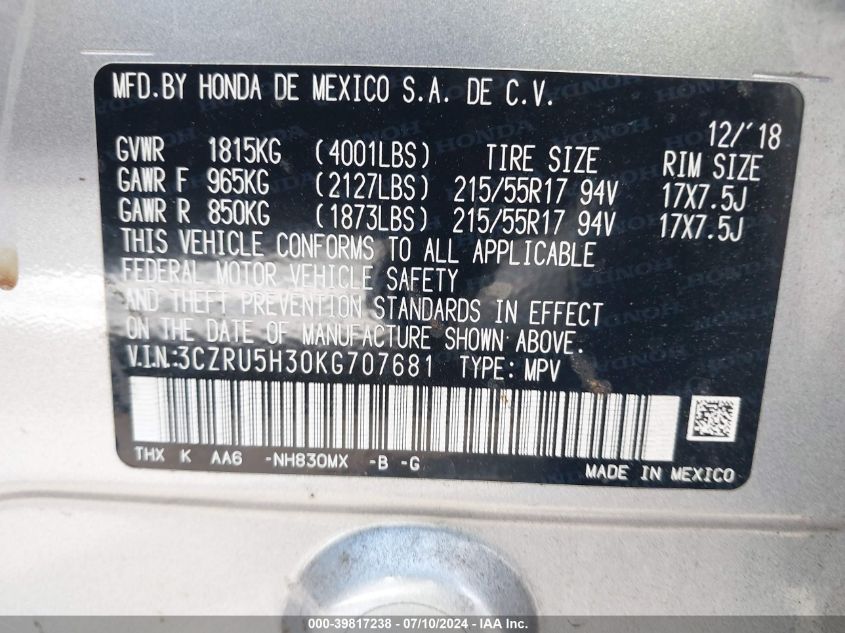 MFD.BY HONDA DE MEXICO S.A. DE C.V.
12/'18
GVWR 1815KG (4001LBS) TIRE SIZE RIM SIZE
GAWR F 965KG (2127LBS) 215/55R17 94V 17X7.5J
GAWR R 850KG (1873LBS) 215/55R17 94V 17X7.5J
THIS VEHICLE CONFORMS TO ALL APPLICABLE
FEDERAL MOTOR VEHICLE SAFETY
AND THEFT PREVENTION STANDARDS IN EFFECT
ON THE DATE OF MANUFACTURE SHOWN ABOVE.
V.I.N.:3CZRU5H30KG707681 TYPE: MPV
THX K AA6 -NH830MX -B -G
MADE IN MEXICO
000-39817238 - 07/10/2024 - IAA Inc.